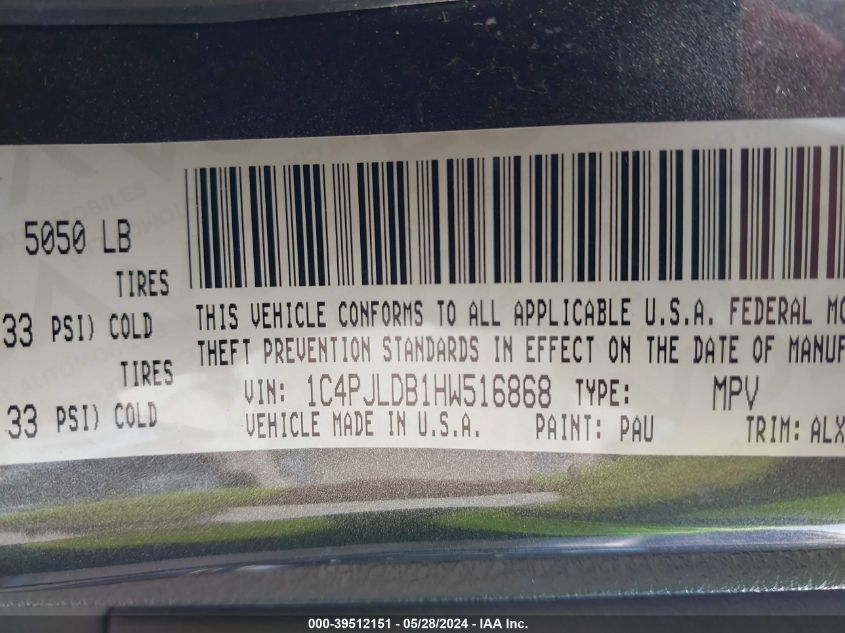 5050 LB
TIRES
33 PSI) COLD
TIRES
33 PSI) COLD
THIS VEHICLE CONFORMS TO ALL APPLICABLE U.S.A. FEDERAL MO
THEFT PREVENTION STANDARDS IN EFFECT ON THE DATE OF MANUF
VIN: 1C4PJLDB1HW516868 TYPE: MPV
VEHICLE MADE IN U.S.A. PAINT: PAU TRIM: ALX
000-39512151 - 05/28/2024 - IAA Inc.